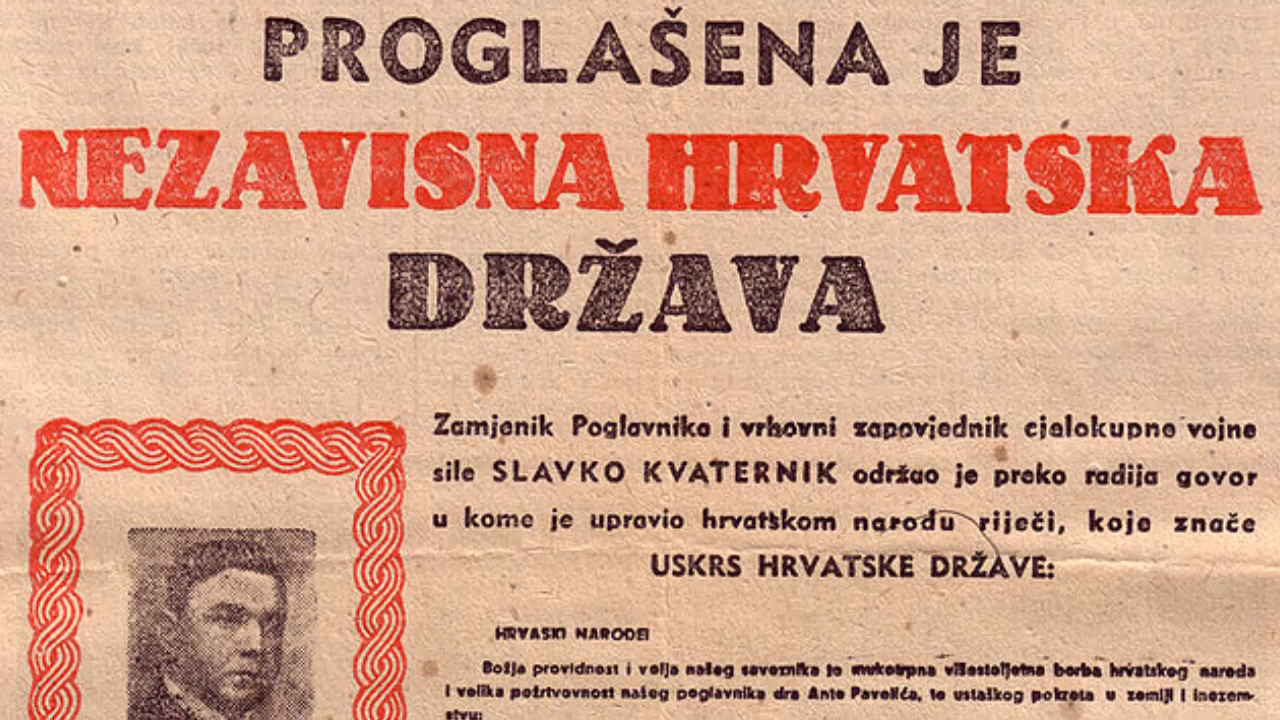 PROGLAŠENA JE
NEZAVISNA HRVATSKA
DRŽAVA
Zamjenik Poglavnika i vrhovni zapovjednik cjelokupne vojne
sile SLAVKO KVATERNIK održao je preko radija govor
u kome je upravio hrvatskom narodu riječi, koje znače
USKRS HRVATSKE DRŽAVE:
HRVASKI NARODE!
Božja providnost i volja našeg saveznika te mukotrpna višestoljetna borba hrvatskog naroda
i velika požrtvovnost našeg poglavnika dra Ante Pavelića, te ustaškog pokreta u zemlji i inozem-
stvu: